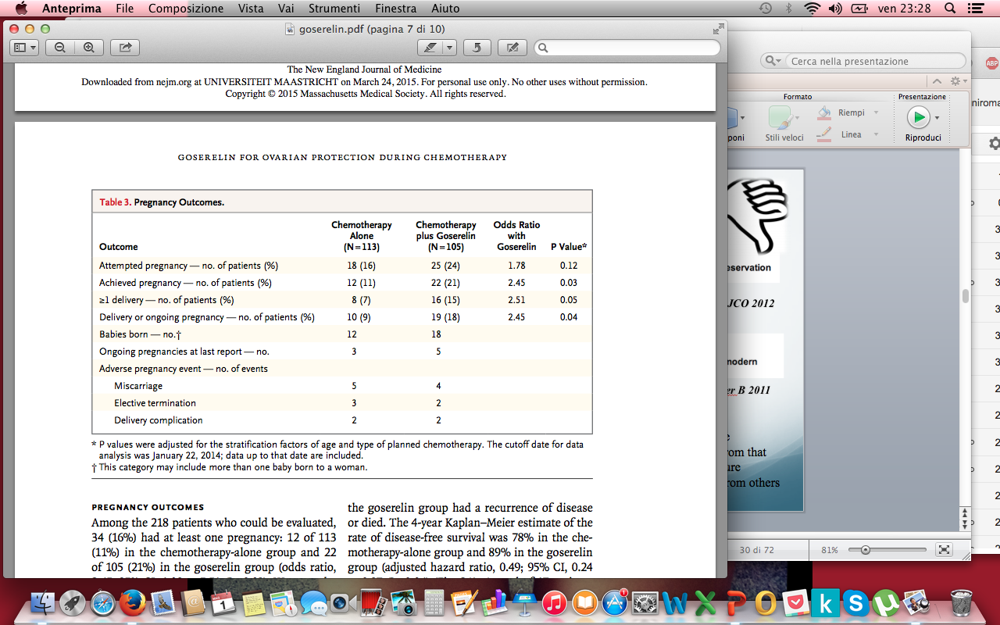 Anteprima File Composizione Vista Vai Strumenti Finestra Aiuto ven 23:28
goserelin.pdf (pagina 7 di 10)
The New England Journal of Medicine
Downloaded from nejm.org at UNIVERSITEIT MAASTRICHT on March 24, 2015. For personal use only. No other uses without permission.
Copyright © 2015 Massachusetts Medical Society. All rights reserved.
GOSERELIN FOR OVARIAN PROTECTION DURING CHEMOTHERAPY
Table 3. Pregnancy Outcomes.
Outcome Chemotherapy Alone (N=113) Chemotherapy plus Goserelin (N=105) Odds Ratio with Goserelin P Value*
Attempted pregnancy — no. of patients (%) 18 (16) 25 (24) 1.78 0.12
Achieved pregnancy — no. of patients (%) 12 (11) 22 (21) 2.45 0.03
≥1 delivery — no. of patients (%) 8 (7) 16 (15) 2.51 0.05
Delivery or ongoing pregnancy — no. of patients (%) 10 (9) 19 (18) 2.45 0.04
Babies born — no.† 12 18
Ongoing pregnancies at last report — no. 3 5
Adverse pregnancy event — no. of events
Miscarriage 5 4
Elective termination 3 2
Delivery complication 2 2
* P values were adjusted for the stratification factors of age and type of planned chemotherapy. The cutoff date for data
analysis was January 22, 2014; data up to that date are included.
† This category may include more than one baby born to a woman.
PREGNANCY OUTCOMES
Among the 218 patients who could be evaluated,
34 (16%) had at least one pregnancy: 12 of 113
(11%) in the chemotherapy-alone group and 22
of 105 (21%) in the goserelin group (odds ratio,
the goserelin group had a recurrence of disease
or died. The 4-year Kaplan–Meier estimate of the
rate of disease-free survival was 78% in the che-
motherapy-alone group and 89% in the goserelin
group (adjusted hazard ratio, 0.49; 95% CI, 0.24
Cerca nella presentazione
ABP
Formato Presentazione
niroma
poni Stili veloci Riempi
Linea
Riproduci
eservation
JCO 2012
modern
er B 2011
e
om that
ure
rom others
30 di 72 81%
1
1